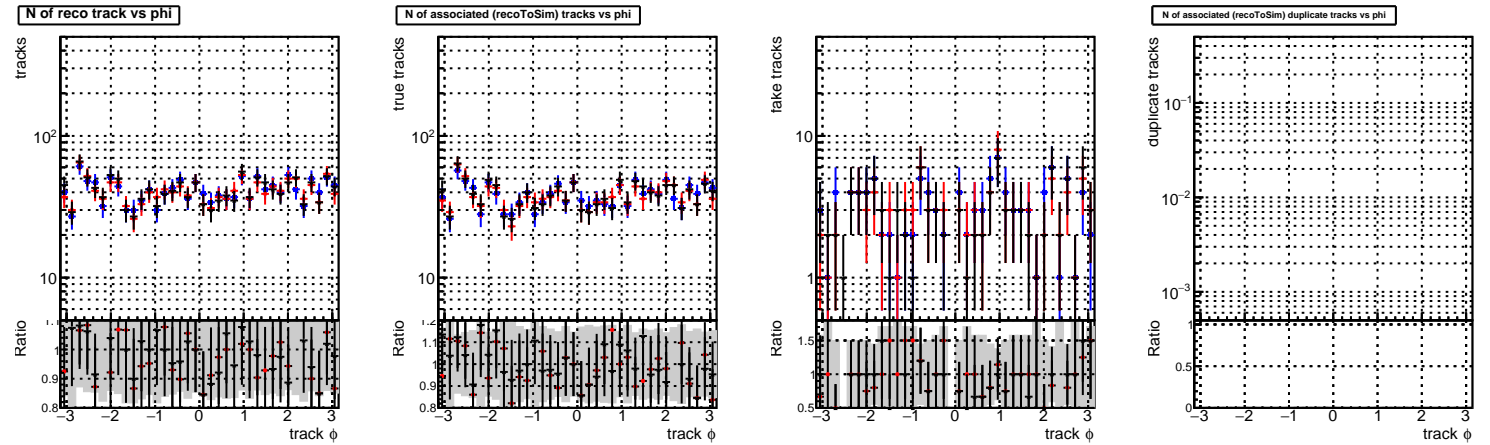 N of reco track vs phi
tracks
10²
10
Ratio
1.1
1
0.9
0.8
−3 −2 −1 0 1 2 3
track ϕ
N of associated (recoToSim) tracks vs phi
true tracks
10²
10
Ratio
1.2
1.1
1
0.9
0.8
−3 −2 −1 0 1 2 3
track ϕ
fake tracks
10
1
Ratio
1.5
1
0.5
−3 −2 −1 0 1 2 3
track ϕ
N of associated (recoToSim) duplicate tracks vs phi
duplicate tracks
10⁻¹
10⁻²
10⁻³
Ratio
1
0.5
0
−3 −2 −1 0 1 2 3
track ϕ